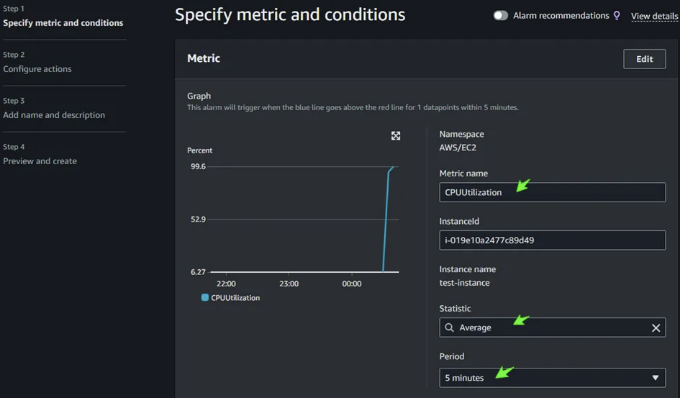 Step 1
Specify metric and conditions
Step 2
Configure actions
Step 3
Add name and description
Step 4
Preview and create
Specify metric and conditions
Alarm recommendations
View details
Metric
Edit
Graph
This alarm will trigger when the blue line goes above the red line for 1 datapoints within 5 minutes.
Percent
99.6
52.9
6.27
22:00 23:00 00:00
CPUUtilization
Namespace
AWS/EC2
Metric name
CPUUtilization
InstanceId
i-019e10a2477c89d49
Instance name
test-instance
Statistic
Average
Period
5 minutes